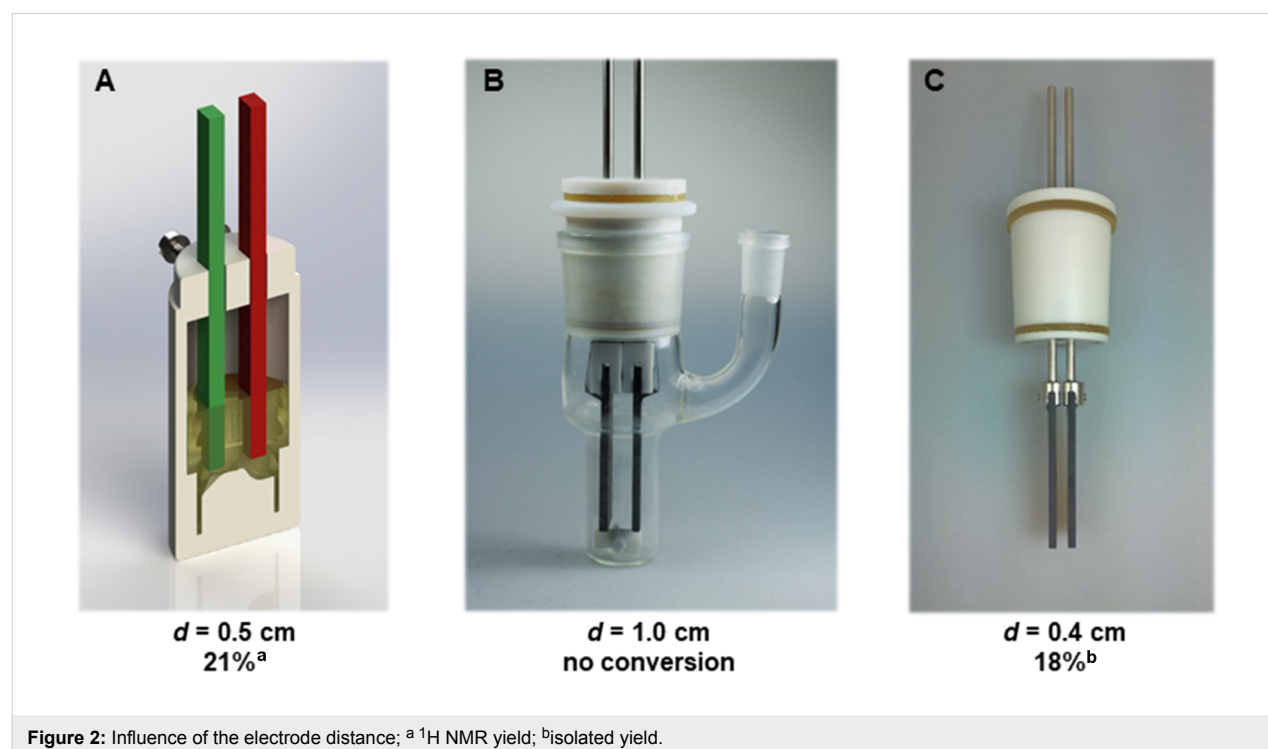 A
B
C
d = 0.5 cm
21%a
d = 1.0 cm
no conversion
d = 0.4 cm
18%b
Figure 2: Influence of the electrode distance; a 1H NMR yield; bisolated yield.